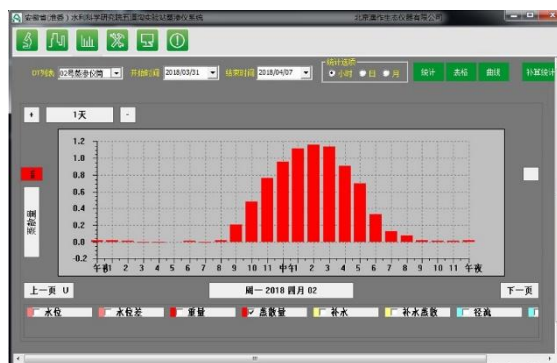 安徽省(淮委)水利科学研究院五道沟实验站蒸渗仪系统 北京澳作生态仪器有限公司
DT列表 02号蒸渗仪筒 开始时间 2018/03/31 结束时间 2018/04/07 统计选项 小时 日 月 统计 表格 曲线 补算统计
+ 1天 -
1.2
1.0
0.8
0.6
0.4
0.2
0.0
-0.2
蒸散量
午夜1 2 3 4 5 6 7 8 9 10 11 中午1 2 3 4 5 6 7 8 9 10 11 午夜
上一页 U 周一 2018 四月 02 下一页
水位 水位差 重量 蒸散量 补水 补水蒸散 径流